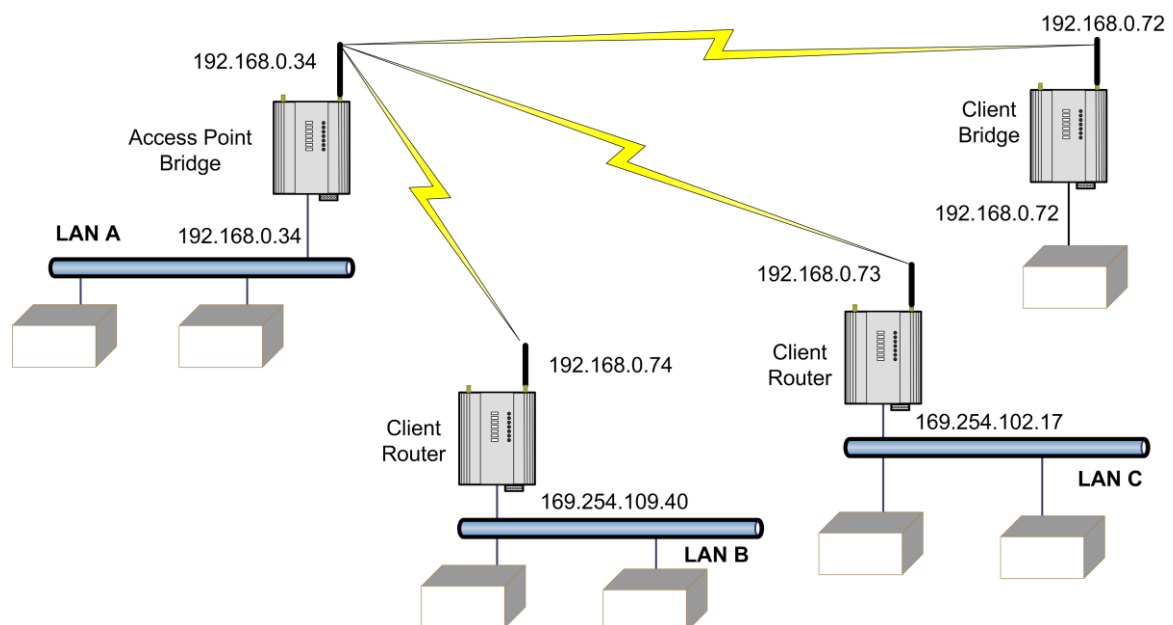 192.168.0.72
192.168.0.34
Client
Bridge
Access Point
Bridge
192.168.0.72
LAN A
192.168.0.34
192.168.0.73
192.168.0.74
Client
Router
Client
Router
169.254.102.17
LAN C
169.254.109.40
LAN B